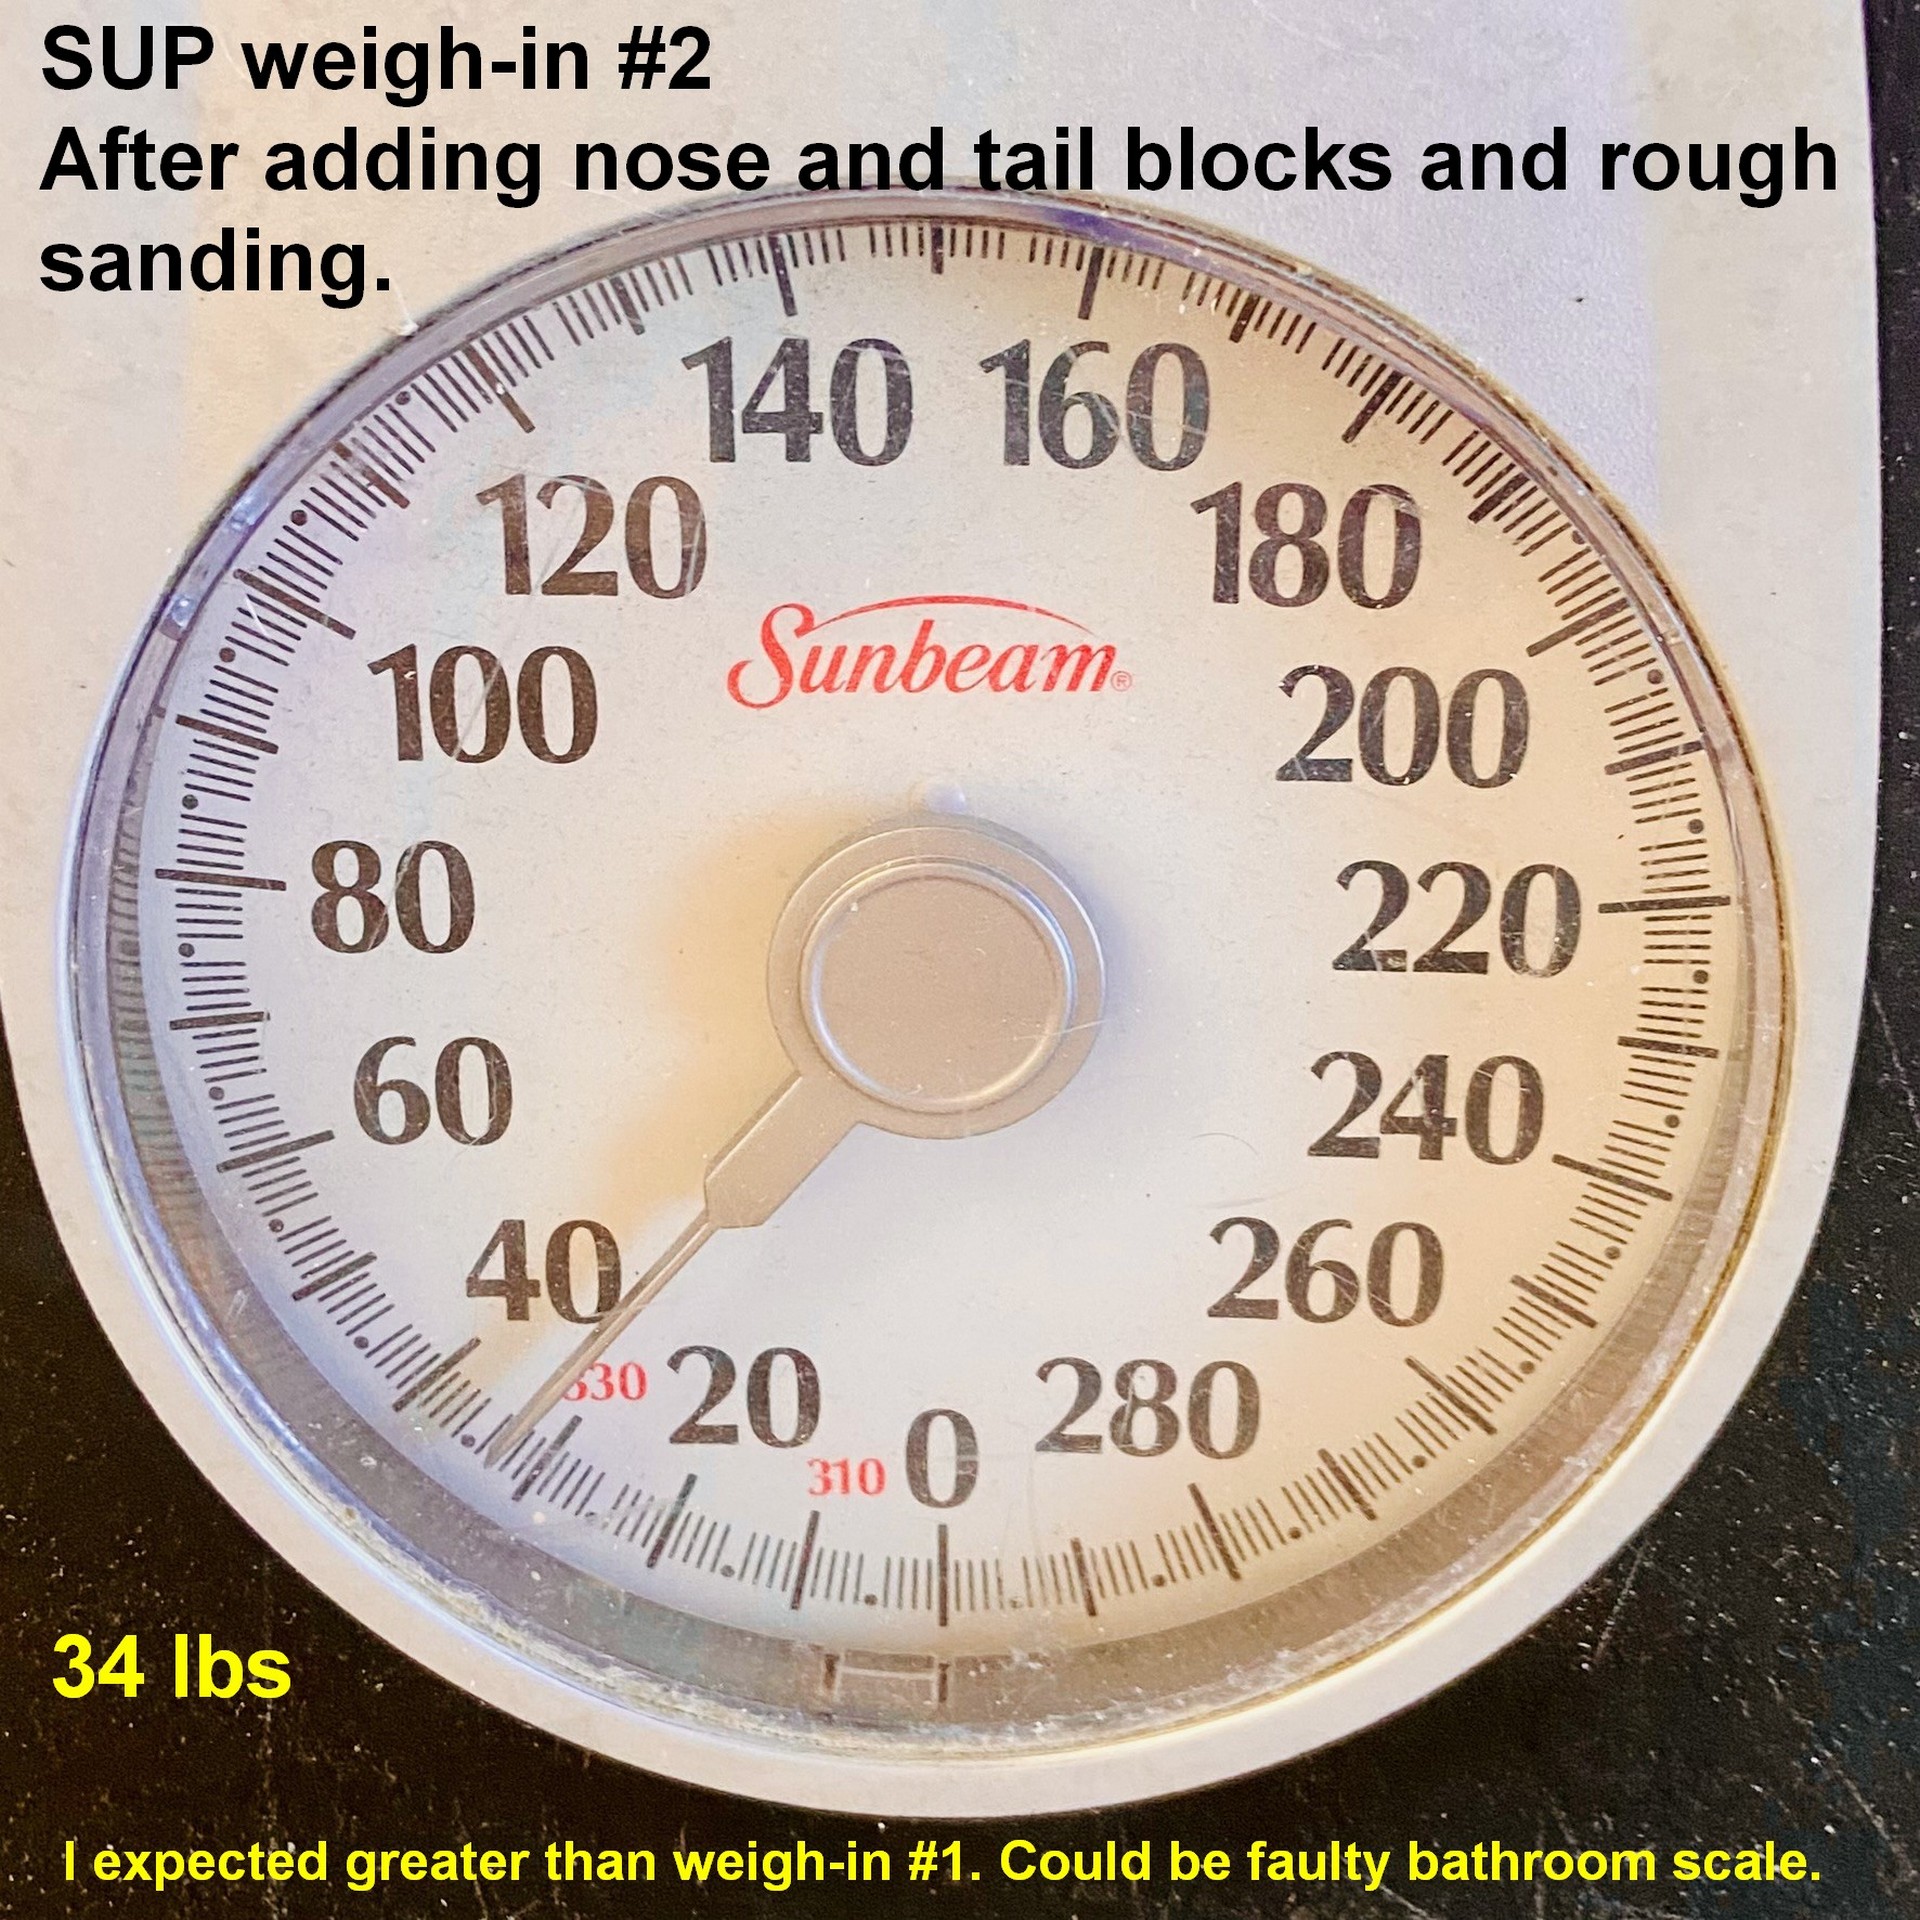 SUP weigh-in #2
After adding nose and tail blocks and rough
sanding.
140 160
120 180
100 200
Sunbeam®
80 220
60 240
40 260
330 20 280
310 0
34 lbs
I expected greater than weigh-in #1. Could be faulty bathroom scale.